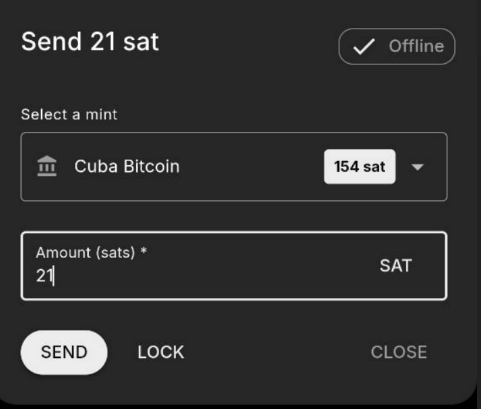 Send 21 sat
Offline
Select a mint
Cuba Bitcoin
154 sat
Amount (sats) *
21
SAT
SEND
LOCK
CLOSE